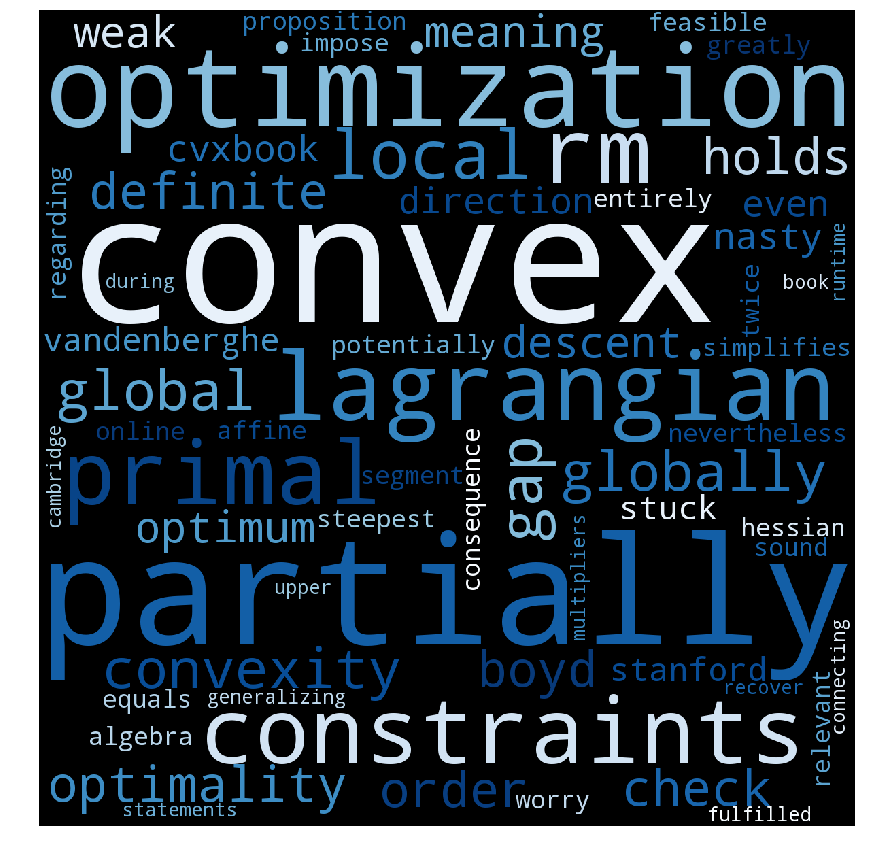 weak
proposition
impose
meaning
feasible
greatly
optimization
cvxbook
local
rm
holds
regarding
definite
direction
entirely
even
convex
nasty
runtime
during
twice
book
vandenberghe
potentially
descent
simplifies
global
lagrangian
online
affine
nevertheless
cambridge
primal
segment
consequence
gap
globally
optimum
steepest
stuck
multipliers
hessian
sound
partially
upper
convexity
boyd
stanford
recover
connecting
equals
generalizing
relevant
algebra
constraints
optimality
statements
order
worry
check
fulfilled